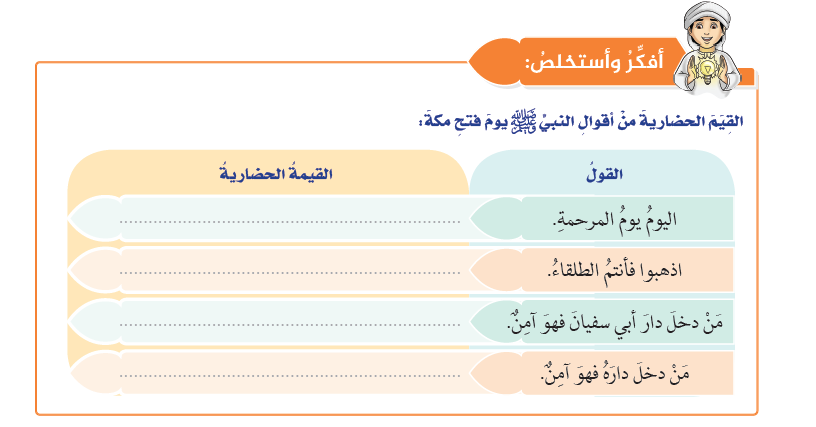 أفكِّرُ وأستخلصُ:
القِيَمَ الحضاريةَ منْ أقوالِ النبيِّ ﷺ يومَ فتحِ مكةَ:
القولُ	القيمةُ الحضاريةُ
اليومُ يومُ المرحمةِ. ........................................
اذهبوا فأنتمُ الطلقاءُ. ........................................
مَنْ دخلَ دارَ أبي سفيانَ فهوَ آمِنٌ. ........................................
مَنْ دخلَ دارَهُ فهوَ آمِنٌ. ........................................